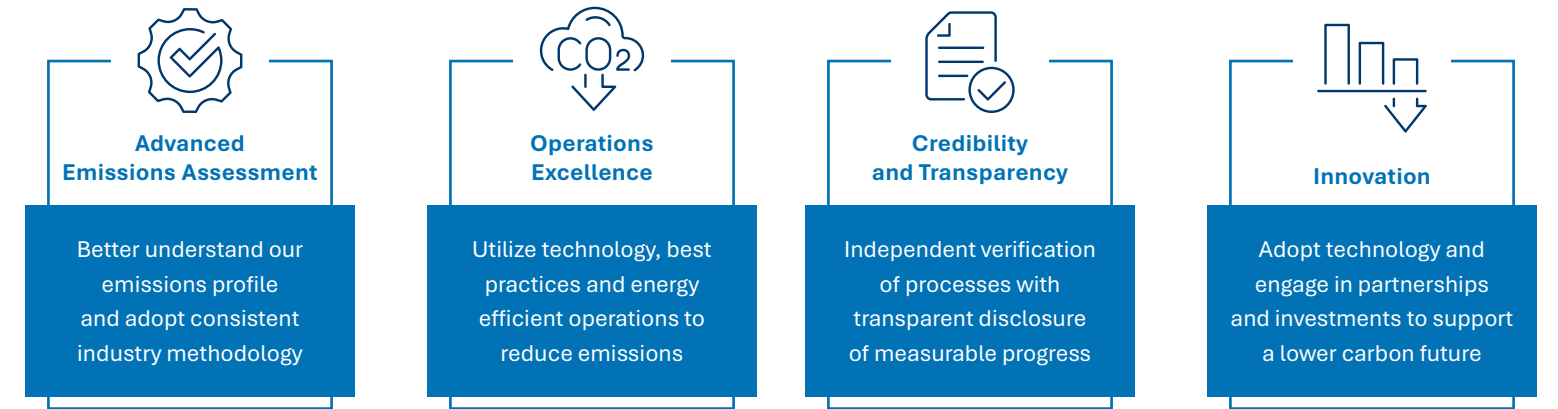 Advanced
Emissions Assessment
Better understand our
emissions profile
and adopt consistent
industry methodology
CO2
Operations
Excellence
Utilize technology, best
practices and energy
efficient operations to
reduce emissions
Credibility
and Transparency
Independent verification
of processes with
transparent disclosure
of measurable progress
Innovation
Adopt technology and
engage in partnerships
and investments to support
a lower carbon future